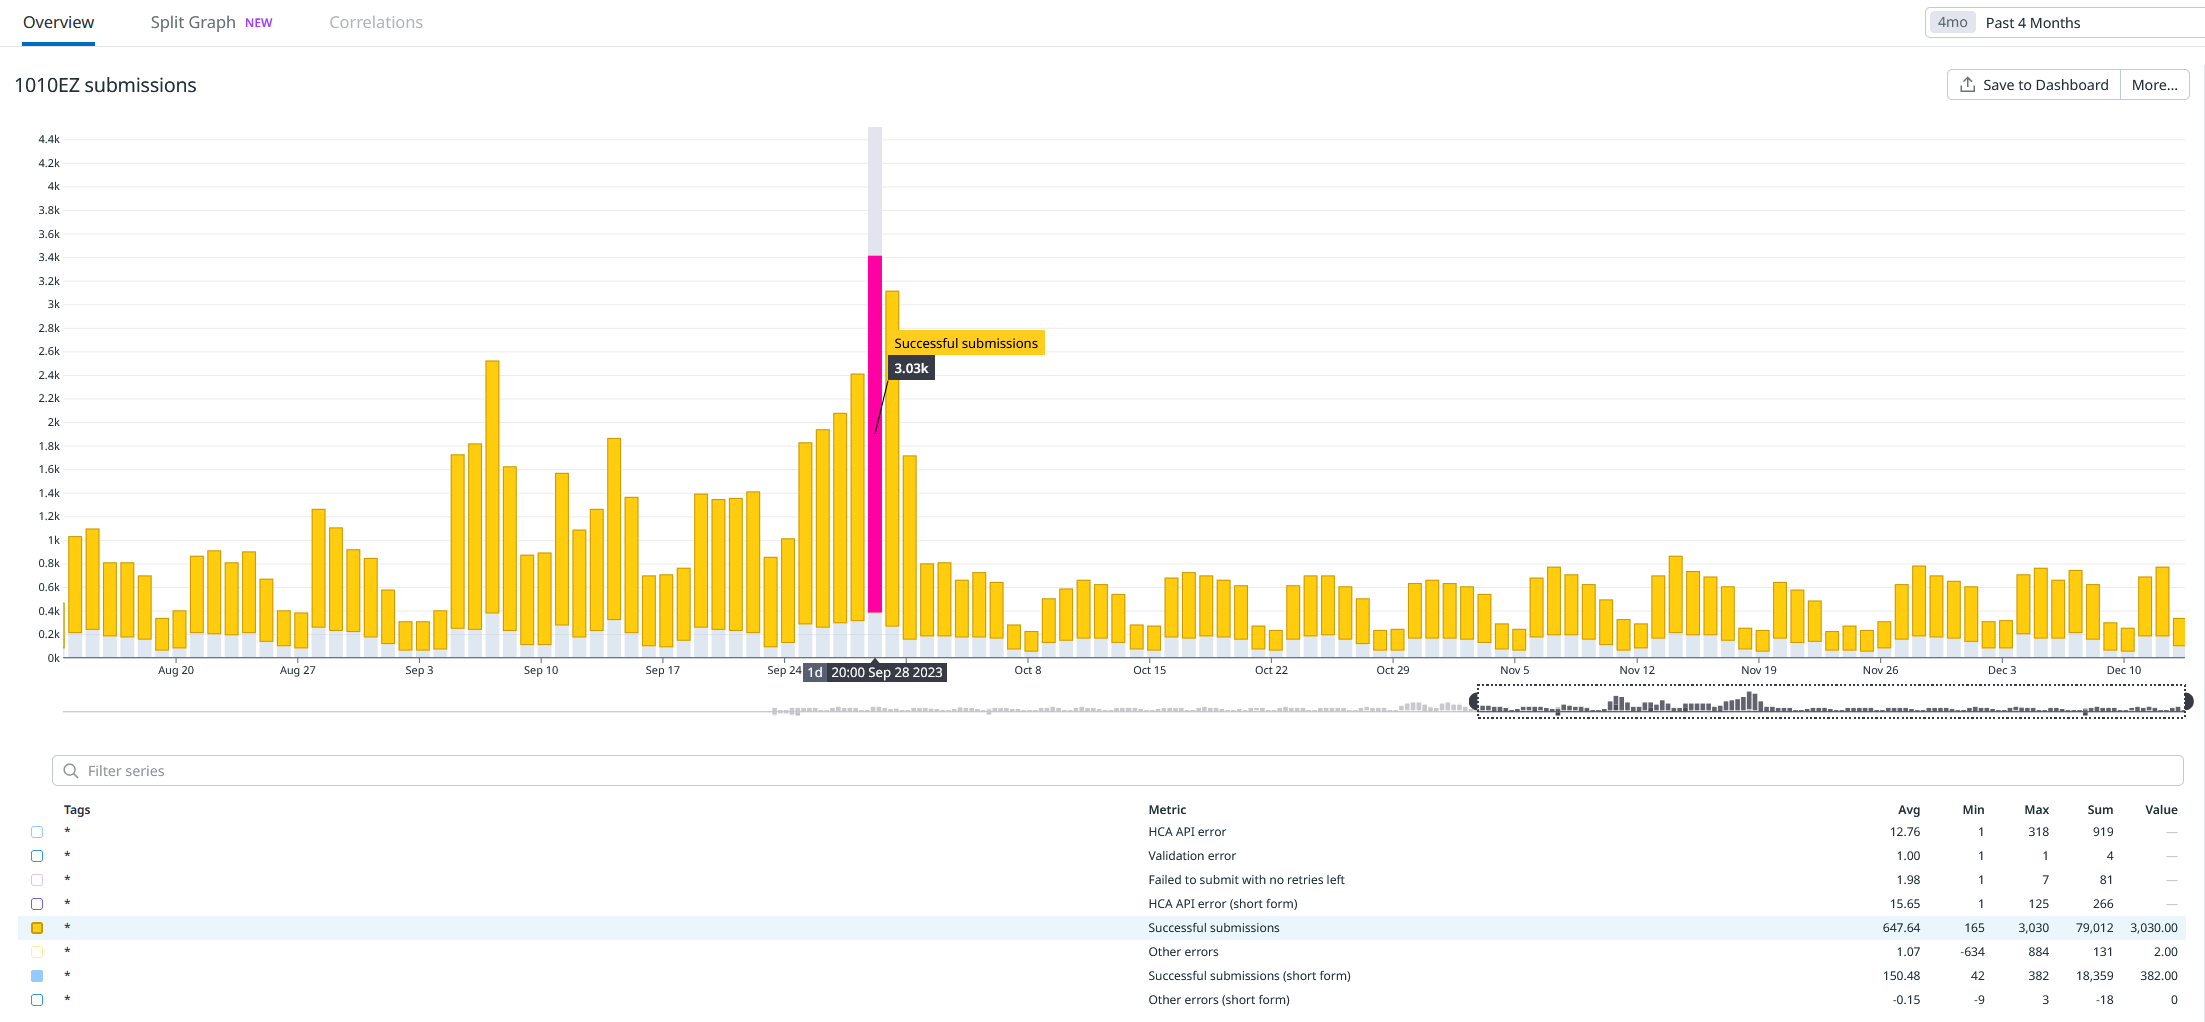 Overview Split Graph NEW Correlations 4mo Past 4 Months
1010EZ submissions Save to Dashboard More...
4.4k
4.2k
4k
3.8k
3.6k
3.4k
3.2k
3k
2.8k
2.6k
2.4k
2.2k
2k
1.8k
1.6k
1.4k
1.2k
1k
0.8k
0.6k
0.4k
0.2k
0k
Successful submissions
3.03k
Aug 20 Aug 27 Sep 3 Sep 10 Sep 17 Sep 24 1d 20:00 Sep 28 2023 Oct 8 Oct 15 Oct 22 Oct 29 Nov 5 Nov 12 Nov 19 Nov 26 Dec 3 Dec 10
Filter series
Tags Metric Avg Min Max Sum Value
* HCA API error 12.76 1 318 919 —
* Validation error 1.00 1 1 4 —
* Failed to submit with no retries left 1.98 1 7 81 —
* HCA API error (short form) 15.65 1 125 266 —
* Successful submissions 647.64 165 3,030 79,012 3,030.00
* Other errors 1.07 -634 884 131 2.00
* Successful submissions (short form) 150.48 42 382 18,359 382.00
* Other errors (short form) -0.15 -9 3 -18 0